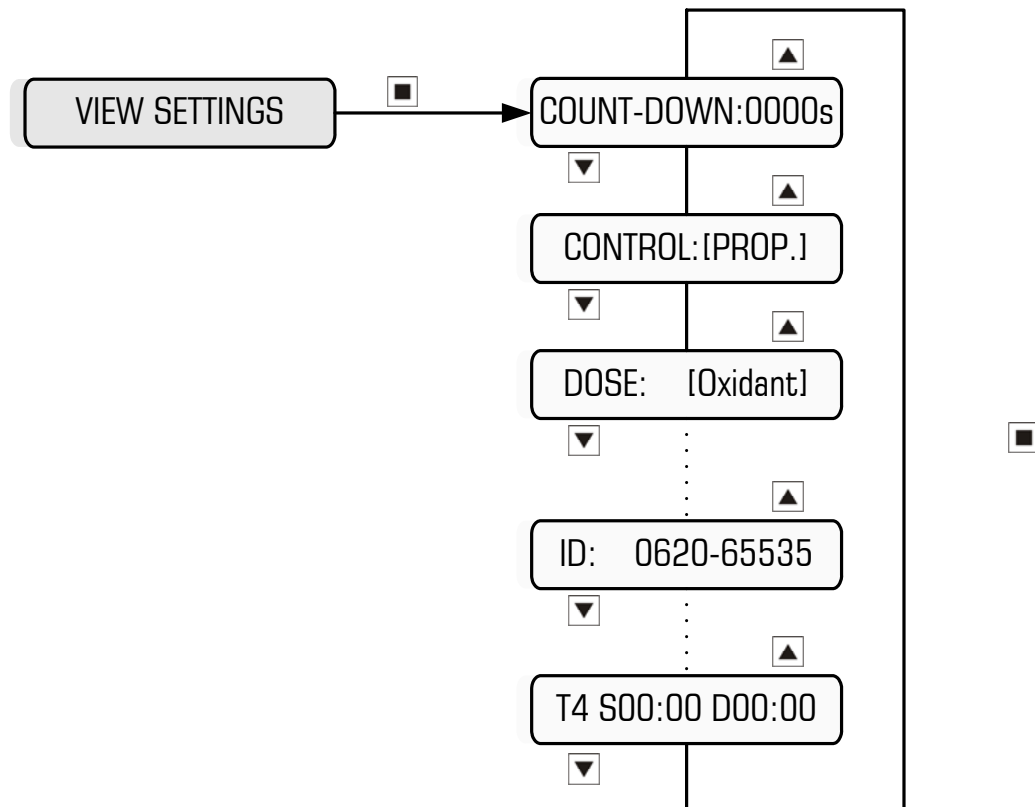 VIEW SETTINGS
COUNT-DOWN:0000s
CONTROL:[PROP.]
DOSE: [Oxidant]
ID: 0620-65535
T4 S00:00 D00:00